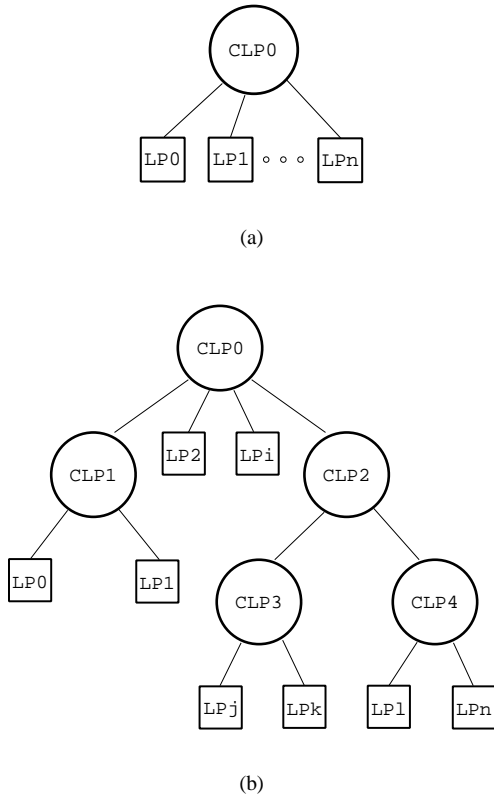 CLP0
LP0 LP1 ∘ ∘ ∘ LPn
(a)
CLP0
CLP1 LP2 LPi CLP2
LP0 LP1 CLP3 CLP4
LPj LPk LPl LPn
(b)